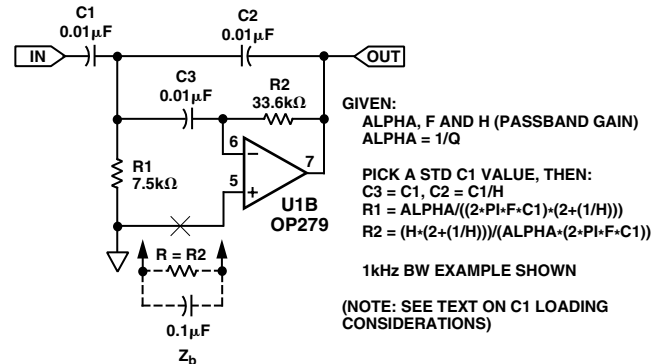 C1
0.01μF
C2
0.01μF
IN
OUT
C3
0.01μF
R2
33.6kΩ
R1
7.5kΩ
6
7
5
U1B
OP279
R = R2
0.1μF
Zb
GIVEN:
ALPHA, F AND H (PASSBAND GAIN)
ALPHA = 1/Q
PICK A STD C1 VALUE, THEN:
C3 = C1, C2 = C1/H
R1 = ALPHA/((2*PI*F*C1)*(2+(1/H)))
R2 = (H*(2+(1/H)))/(ALPHA*(2*PI*F*C1))
1kHz BW EXAMPLE SHOWN
(NOTE: SEE TEXT ON C1 LOADING
CONSIDERATIONS)